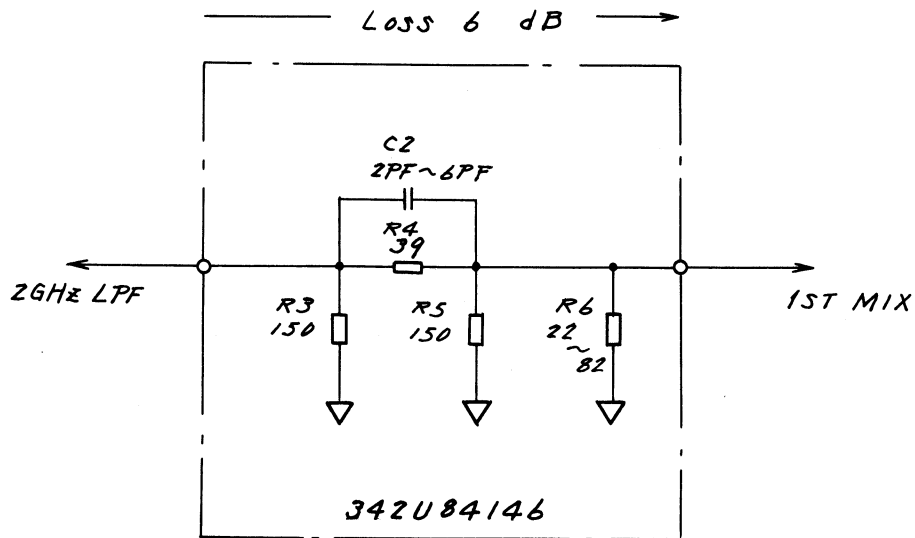 LOSS 6 dB
C2
2PF~6PF
R4
39
2GHZ LPF
R3
150
R5
150
R6
22
~
82
1ST MIX
342U84146